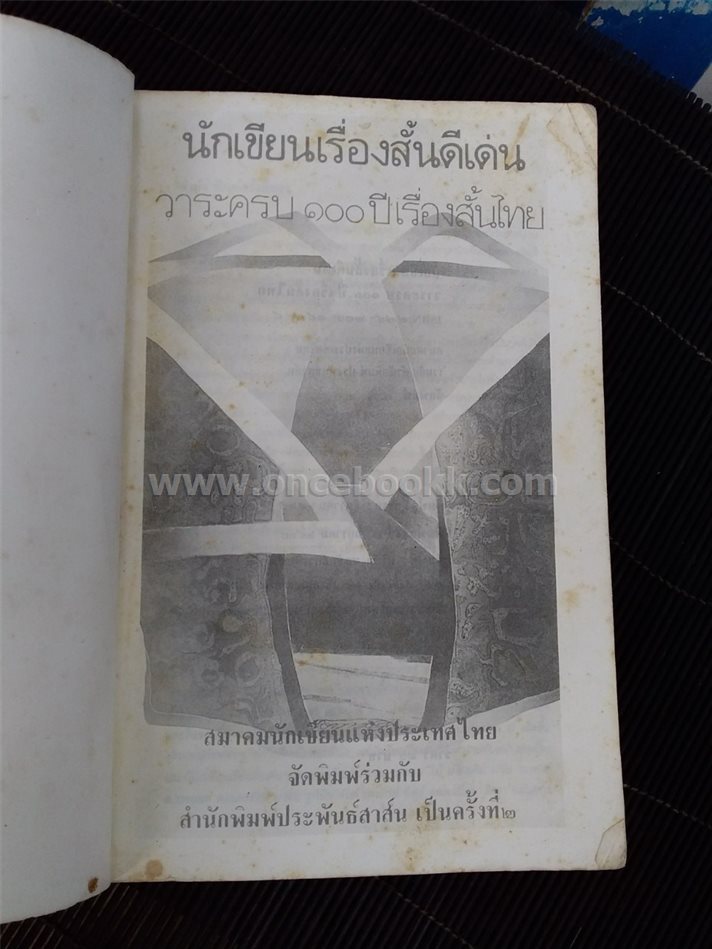 นักเขียนเรื่องสั้นดีเด่น
วาระครบ ๑๐๐ ปีเรื่องสั้นไทย
www.oncebookk.com
สมาคมนักเขียนแห่งประเทศไทย
จัดพิมพ์ร่วมกับ
สำนักพิมพ์ประพันธ์สาส์น เป็นครั้งที่๒